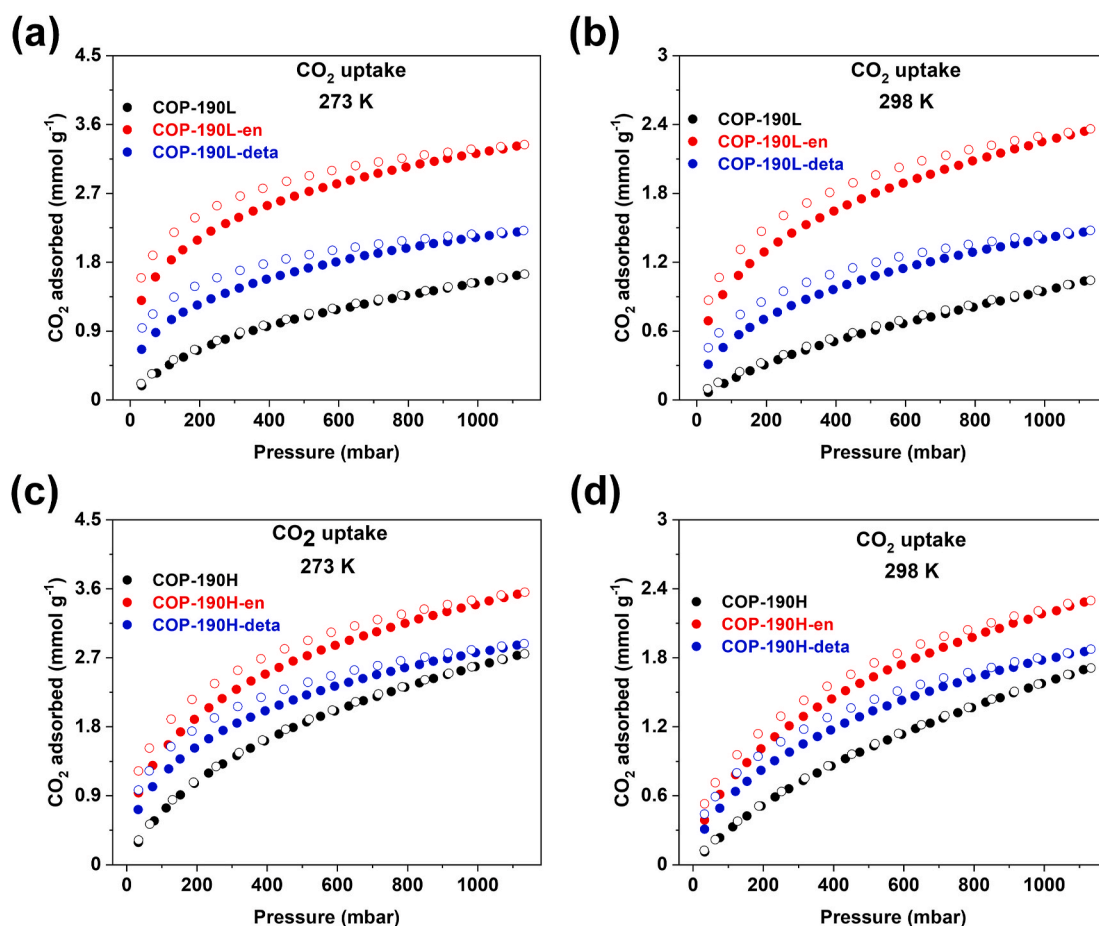 (a)
CO2 uptake
273 K
COP-190L
COP-190L-en
COP-190L-deta
CO2 adsorbed (mmol g-1)
4.5
3.6
2.7
1.8
0.9
0
0 200 400 600 800 1000
Pressure (mbar)
(b)
CO2 uptake
298 K
COP-190L
COP-190L-en
COP-190L-deta
CO2 adsorbed (mmol g-1)
3
2.4
1.8
1.2
0.6
0
0 200 400 600 800 1000
Pressure (mbar)
(c)
CO2 uptake
273 K
COP-190H
COP-190H-en
COP-190H-deta
CO2 adsorbed (mmol g-1)
4.5
3.6
2.7
1.8
0.9
0
0 200 400 600 800 1000
Pressure (mbar)
(d)
CO2 uptake
298 K
COP-190H
COP-190H-en
COP-190H-deta
CO2 adsorbed (mmol g-1)
3
2.4
1.8
1.2
0.6
0
0 200 400 600 800 1000
Pressure (mbar)